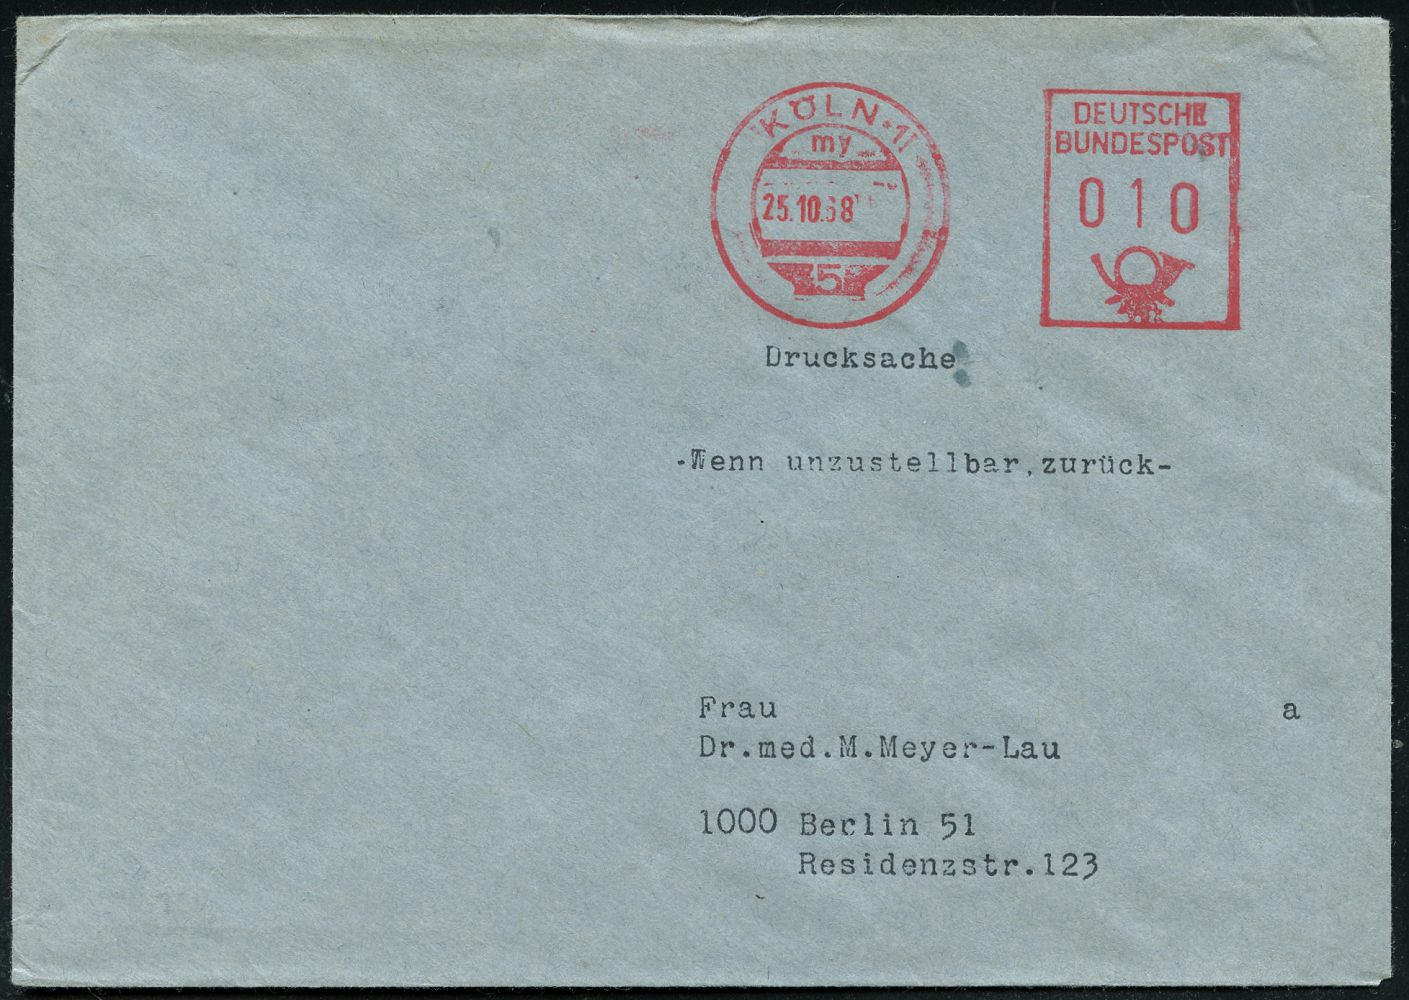 KÖLN·1
my
25.10.68
5
DEUTSCHE
BUNDESPOST
010
Drucksache
-Wenn unzustellbar,zurück-
Frau a
Dr.med.M.Meyer-Lau
1000 Berlin 51
Residenzstr.123